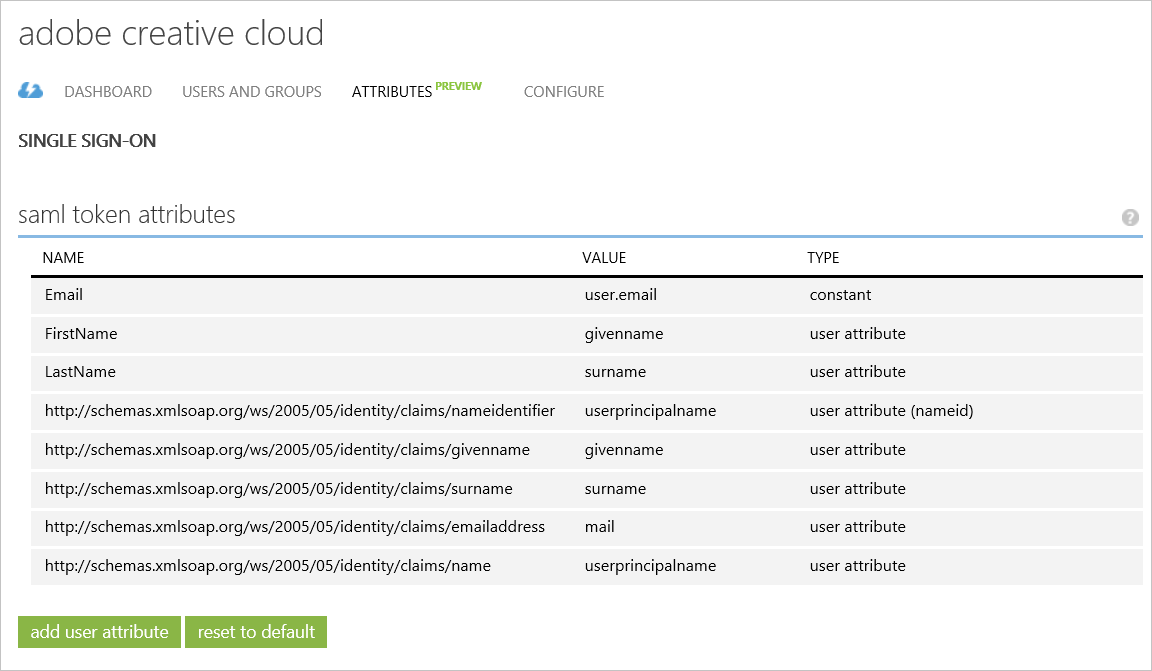 adobe creative cloud
DASHBOARD USERS AND GROUPS ATTRIBUTES PREVIEW CONFIGURE
SINGLE SIGN-ON
saml token attributes ?
NAME VALUE TYPE
Email user.email constant
FirstName givenname user attribute
LastName surname user attribute
http://schemas.xmlsoap.org/ws/2005/05/identity/claims/nameidentifier userprincipalname user attribute (nameid)
http://schemas.xmlsoap.org/ws/2005/05/identity/claims/givenname givenname user attribute
http://schemas.xmlsoap.org/ws/2005/05/identity/claims/surname surname user attribute
http://schemas.xmlsoap.org/ws/2005/05/identity/claims/emailaddress mail user attribute
http://schemas.xmlsoap.org/ws/2005/05/identity/claims/name userprincipalname user attribute
add user attribute reset to default